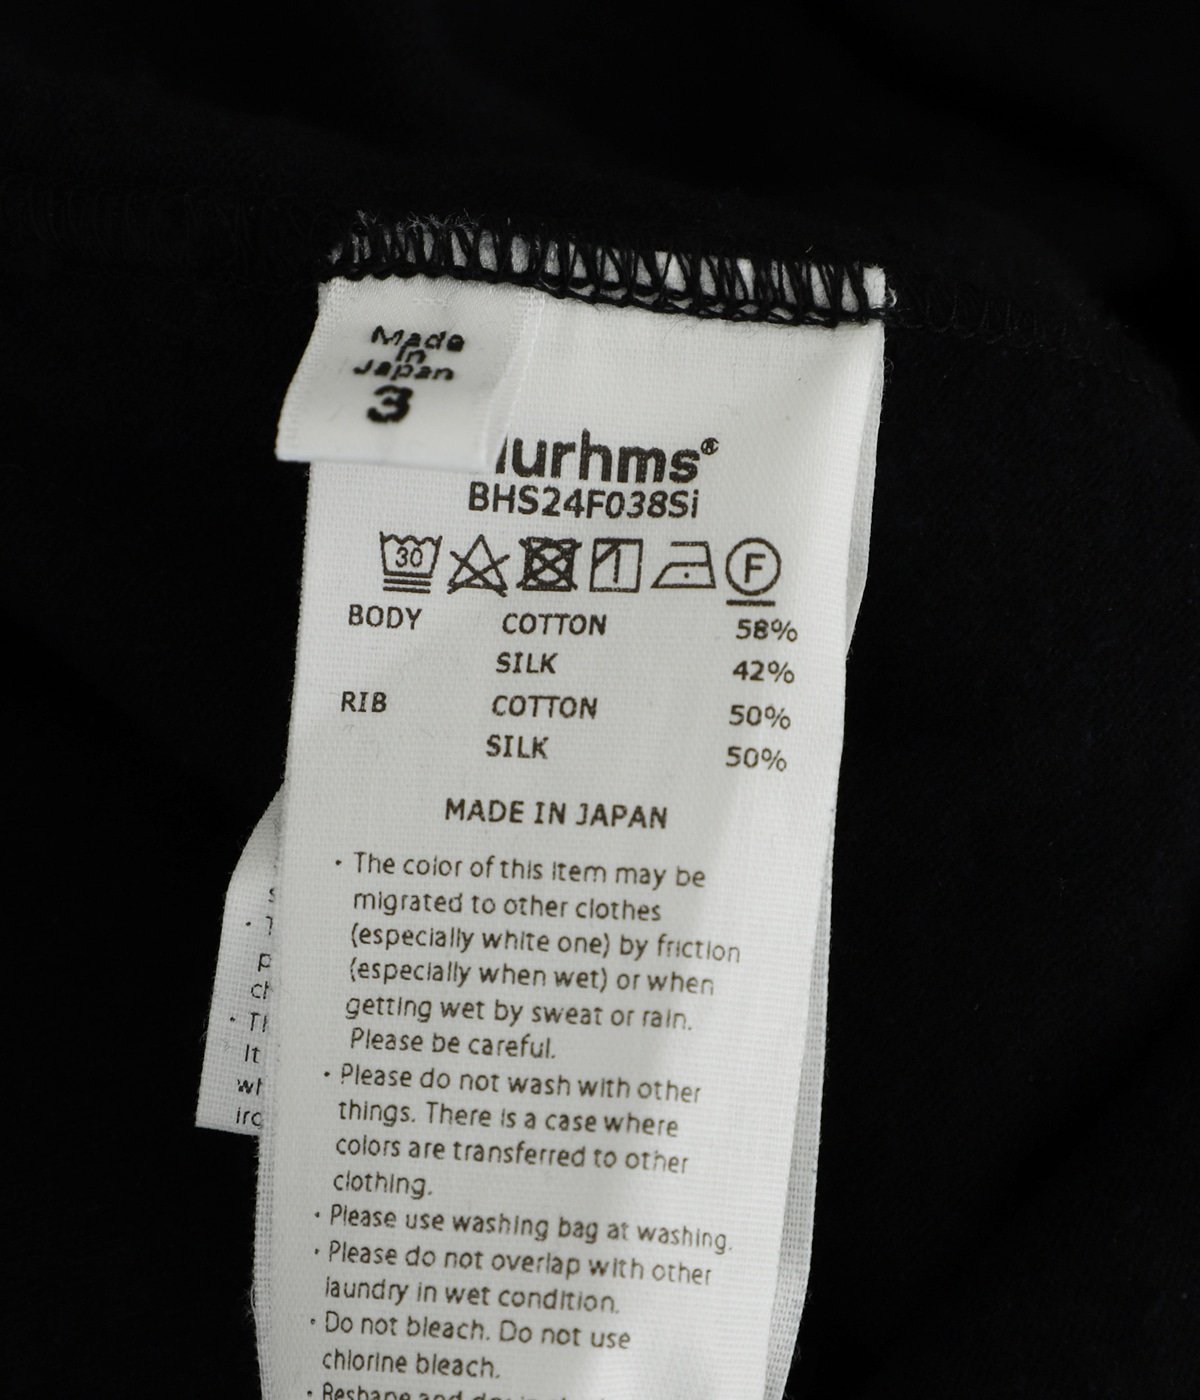 Made
in
Japan
3
lurhms®
BHS24F038Si
30
F
BODY COTTON 58%
SILK 42%
RIB COTTON 50%
SILK 50%
MADE IN JAPAN
· The color of this item may be
migrated to other clothes
(especially white one) by friction
(especially when wet) or when
getting wet by sweat or rain.
Please be careful.
· Please do not wash with other
things. There is a case where
colors are transferred to other
clothing.
· Please use washing bag at washing.
· Please do not overlap with other
laundry in wet condition.
· Do not bleach. Do not use
chlorine bleach.
· Reshape and